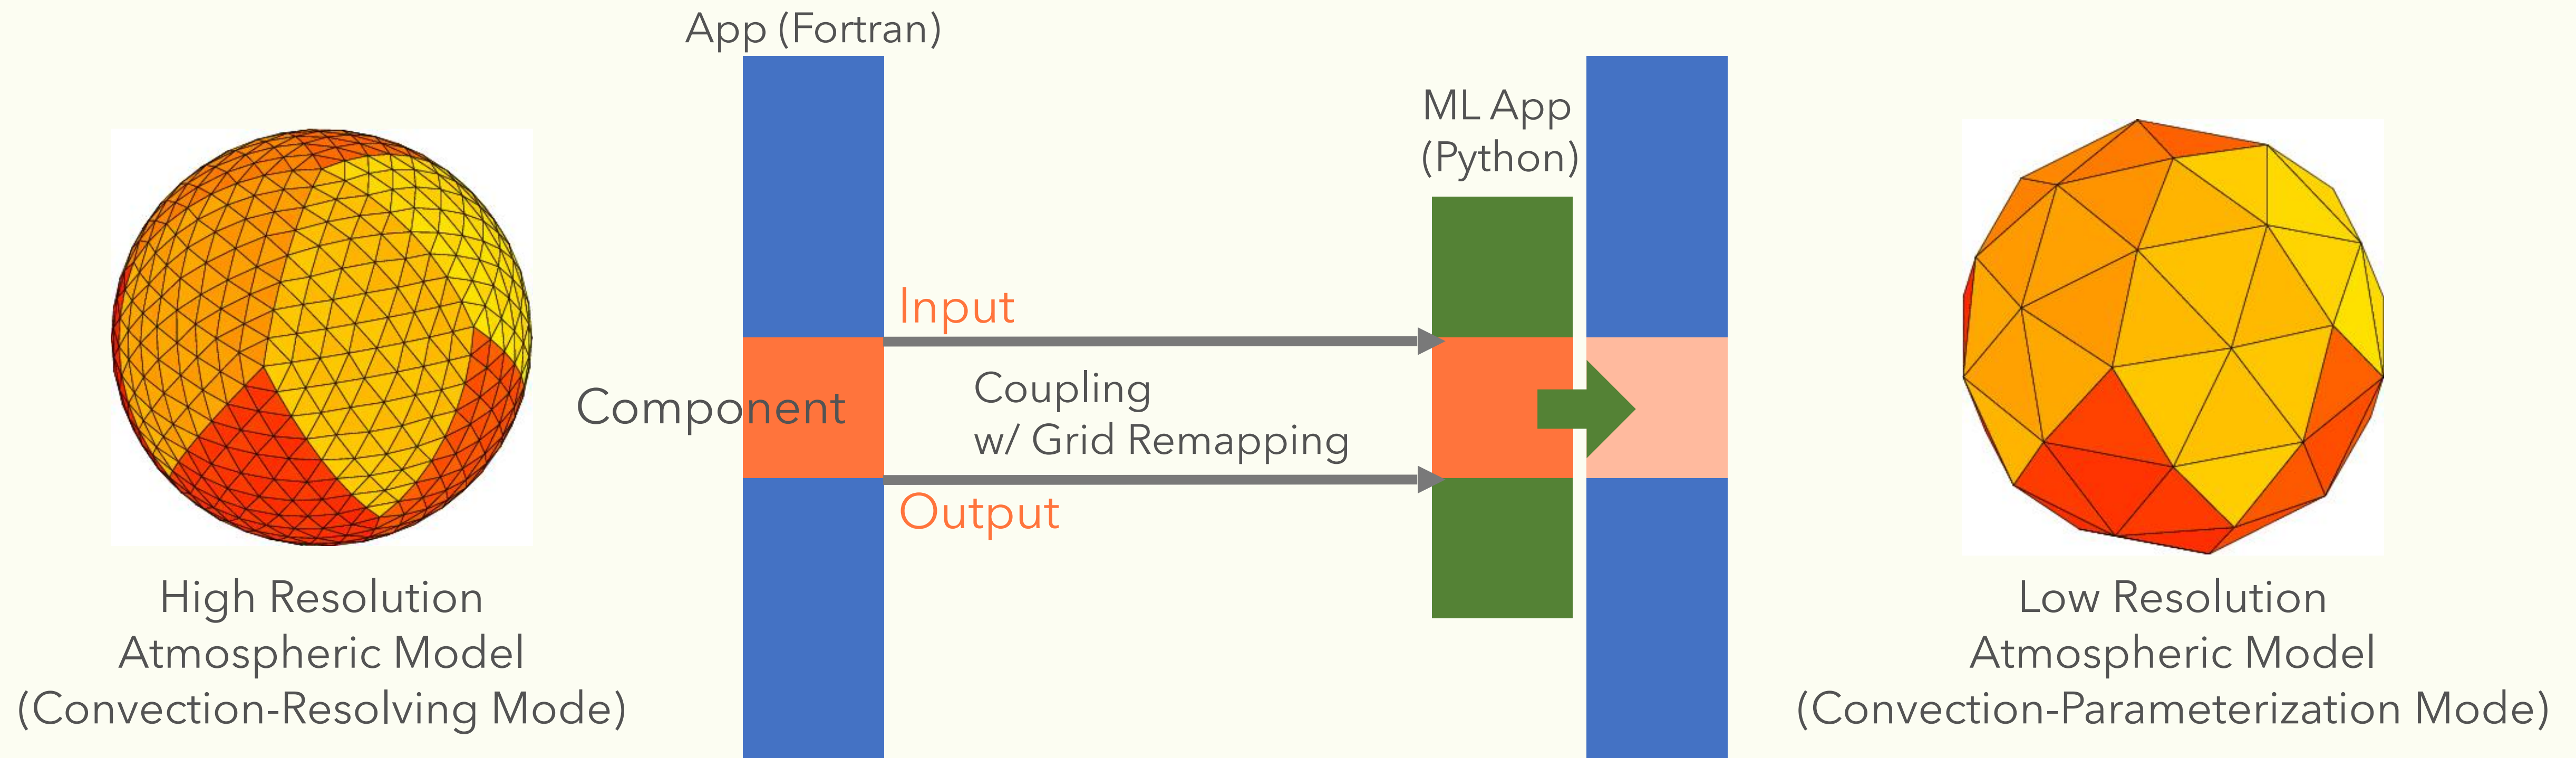 App (Fortran)
ML App
(Python)
Input
Component
Coupling
w/ Grid Remapping
Output
High Resolution
Atmospheric Model
(Convection-Resolving Mode)
Low Resolution
Atmospheric Model
(Convection-Parameterization Mode)